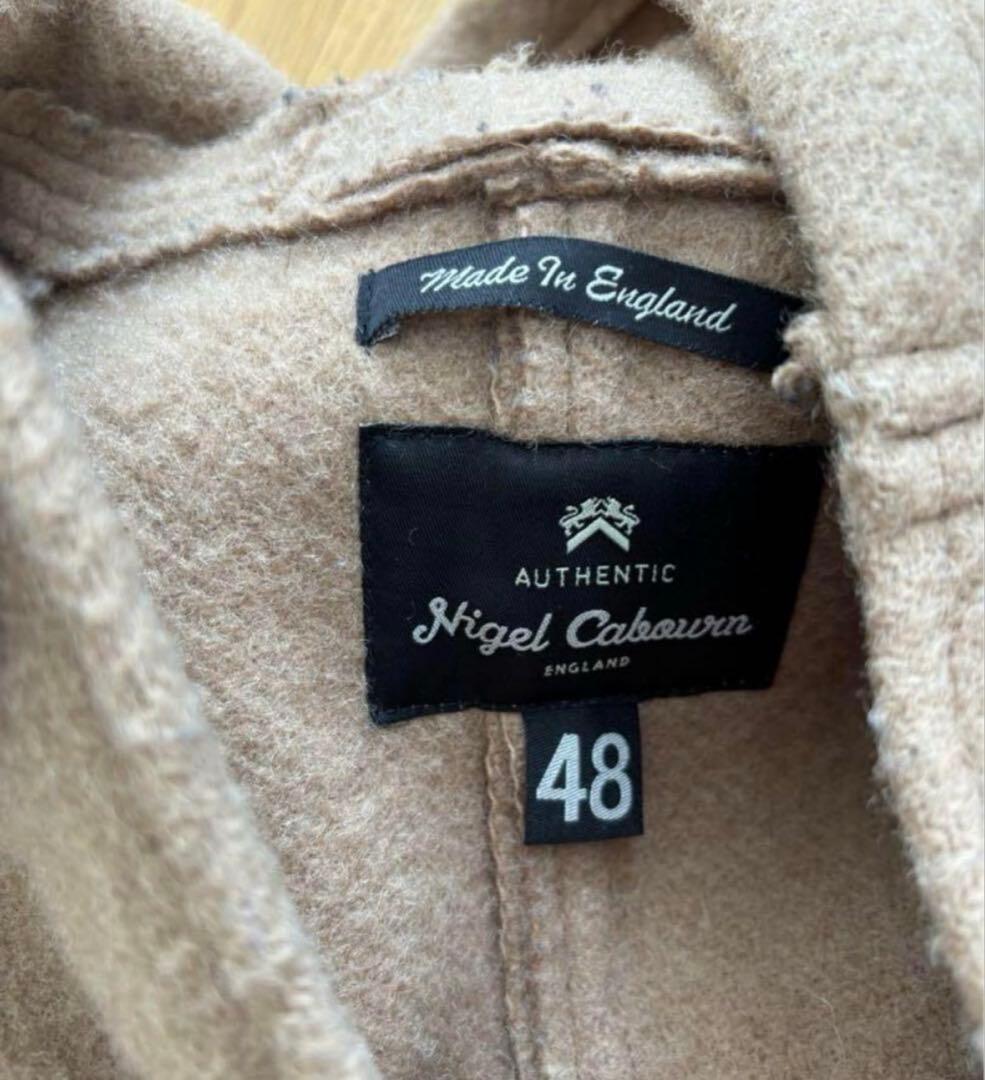 Made In England
AUTHENTIC
Nigel Cabourn
ENGLAND
48